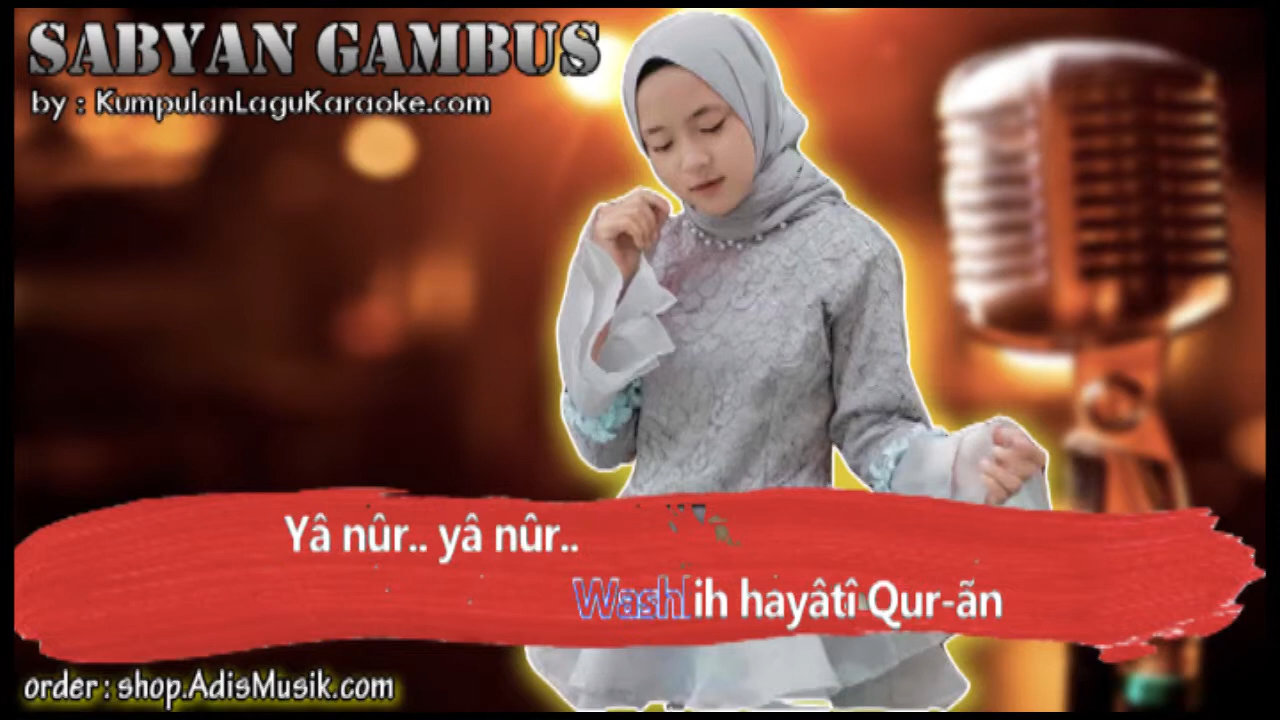 SABYAN GAMBUS
by : KumpulanLaguKaraoke.com
Yâ nûr.. yâ nûr..
Washlih hayâtî Qur-ãn
order : shop.AdisMusik.com